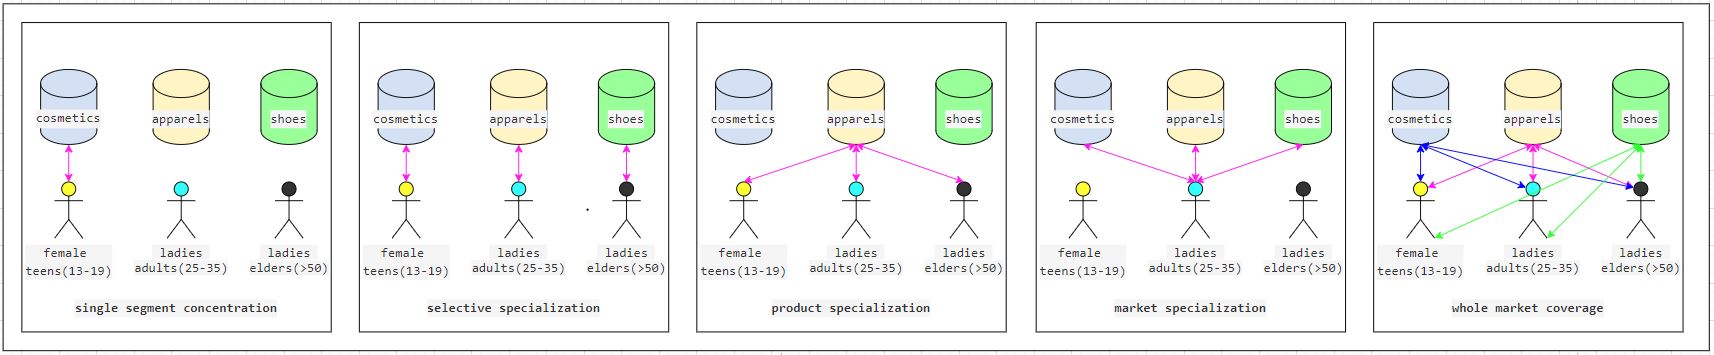 cosmetics apparels shoes
female ladies ladies
teens(13-19) adults(25-35) elders(>50)
single segment concentration
cosmetics apparels shoes
female ladies ladies
teens(13-19) adults(25-35) elders(>50)
selective specialization
cosmetics apparels shoes
female ladies ladies
teens(13-19) adults(25-35) elders(>50)
product specialization
cosmetics apparels shoes
female ladies ladies
teens(13-19) adults(25-35) elders(>50)
market specialization
cosmetics apparels shoes
female ladies ladies
teens(13-19) adults(25-35) elders(>50)
whole market coverage